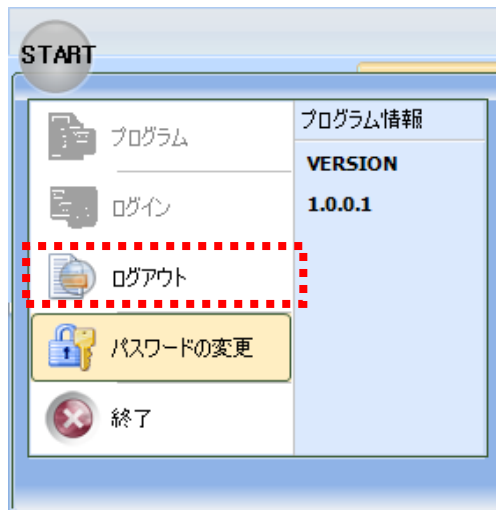 START
プログラム
ログイン
ログアウト
パスワードの変更
終了
プログラム情報
VERSION
1.0.0.1